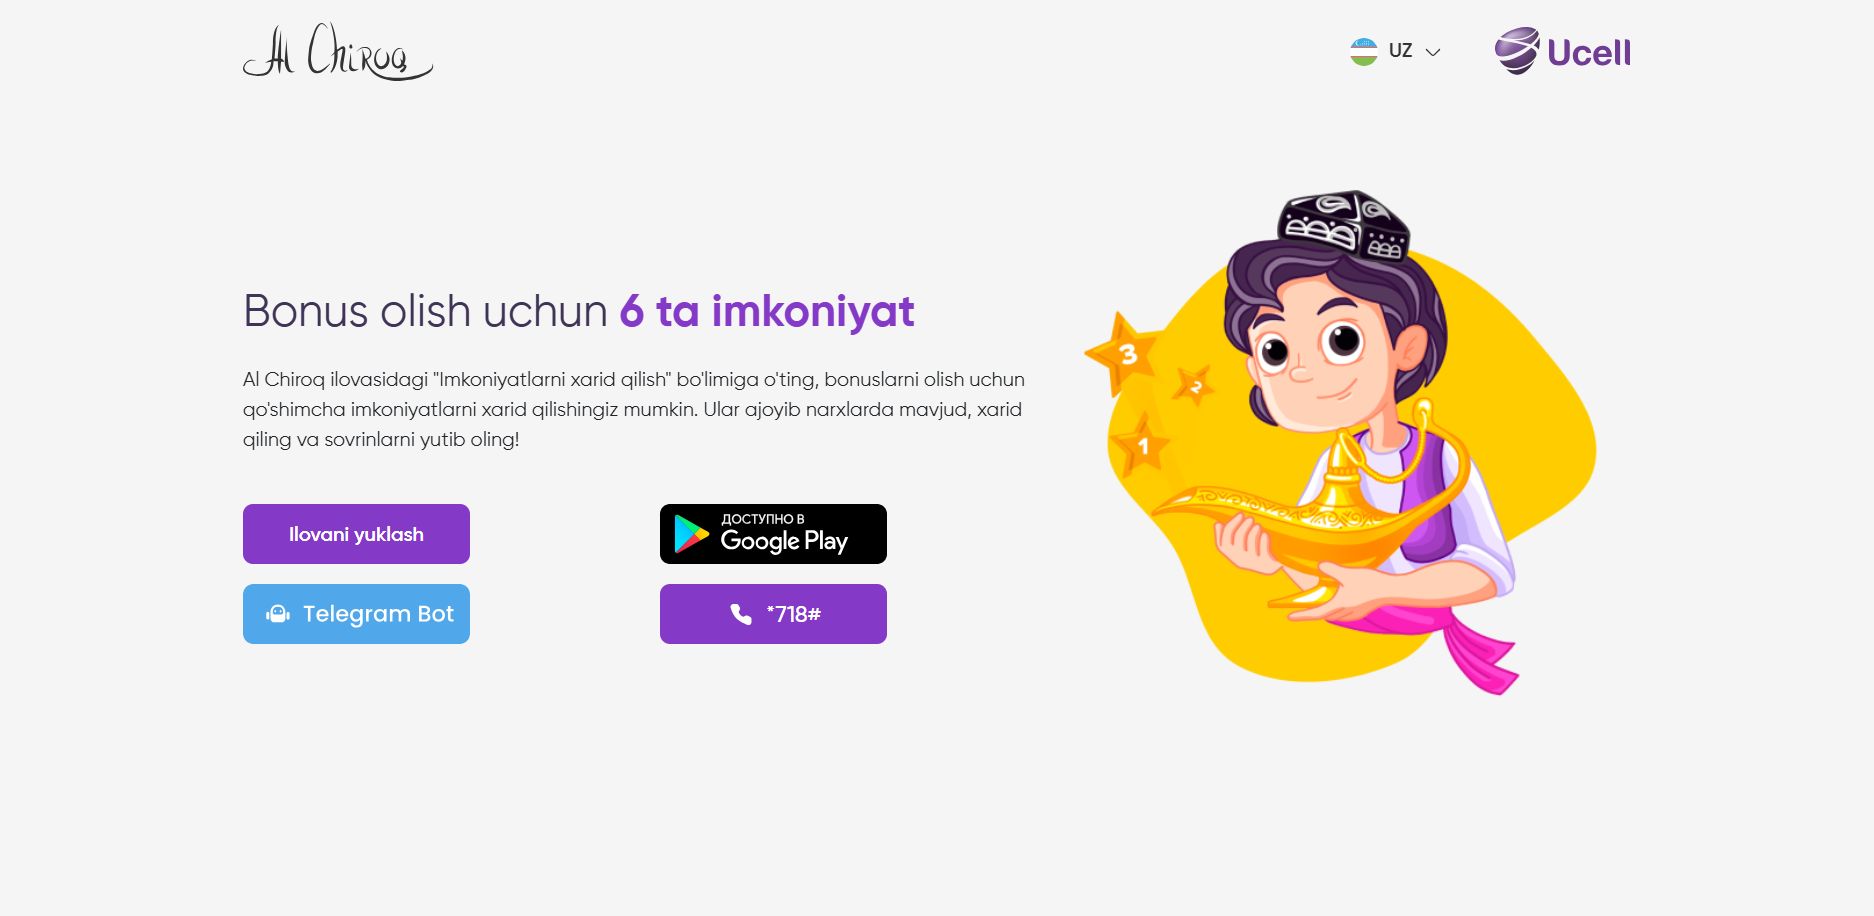 Al Chiroq
UZ
Ucell
Bonus olish uchun 6 ta imkoniyat
Al Chiroq ilovasidagi "Imkoniyatlarni xarid qilish" bo'limiga o'ting, bonuslarni olish uchun
qo'shimcha imkoniyatlarni xarid qilishingiz mumkin. Ular ajoyib narxlarda mavjud, xarid
qiling va sovrinlarni yutib oling!
Ilovani yuklash
ДОСТУПНО В
Google Play
Telegram Bot
*718#
3
2
1